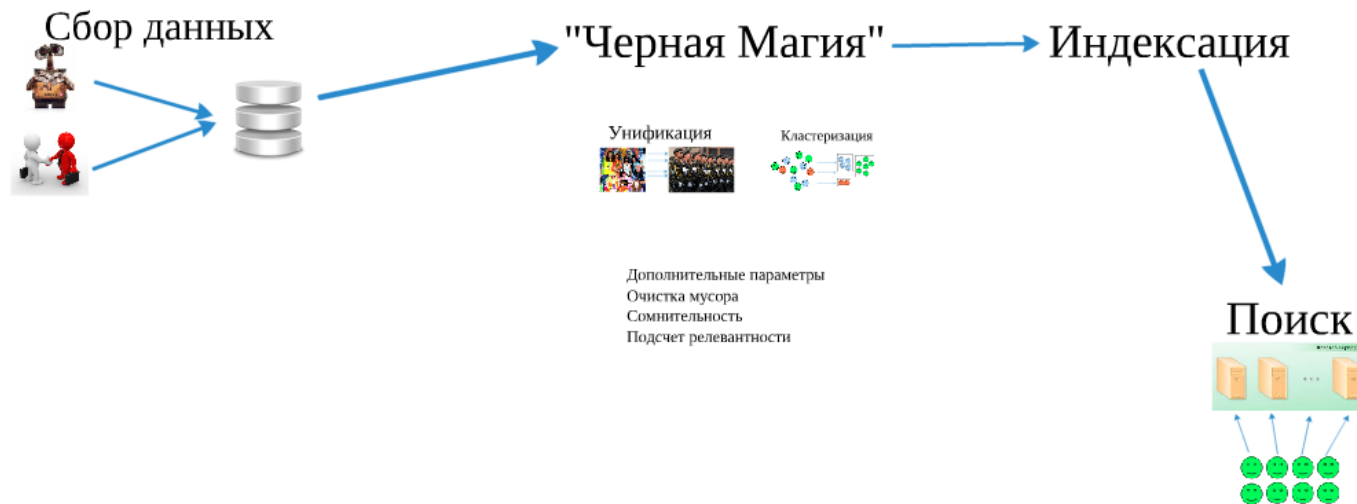 Сбор данных
"Черная Магия"
Индексация
Унификация
Кластеризация
Дополнительные параметры
Очистка мусора
Сомнительность
Подсчет релевантности
Поиск